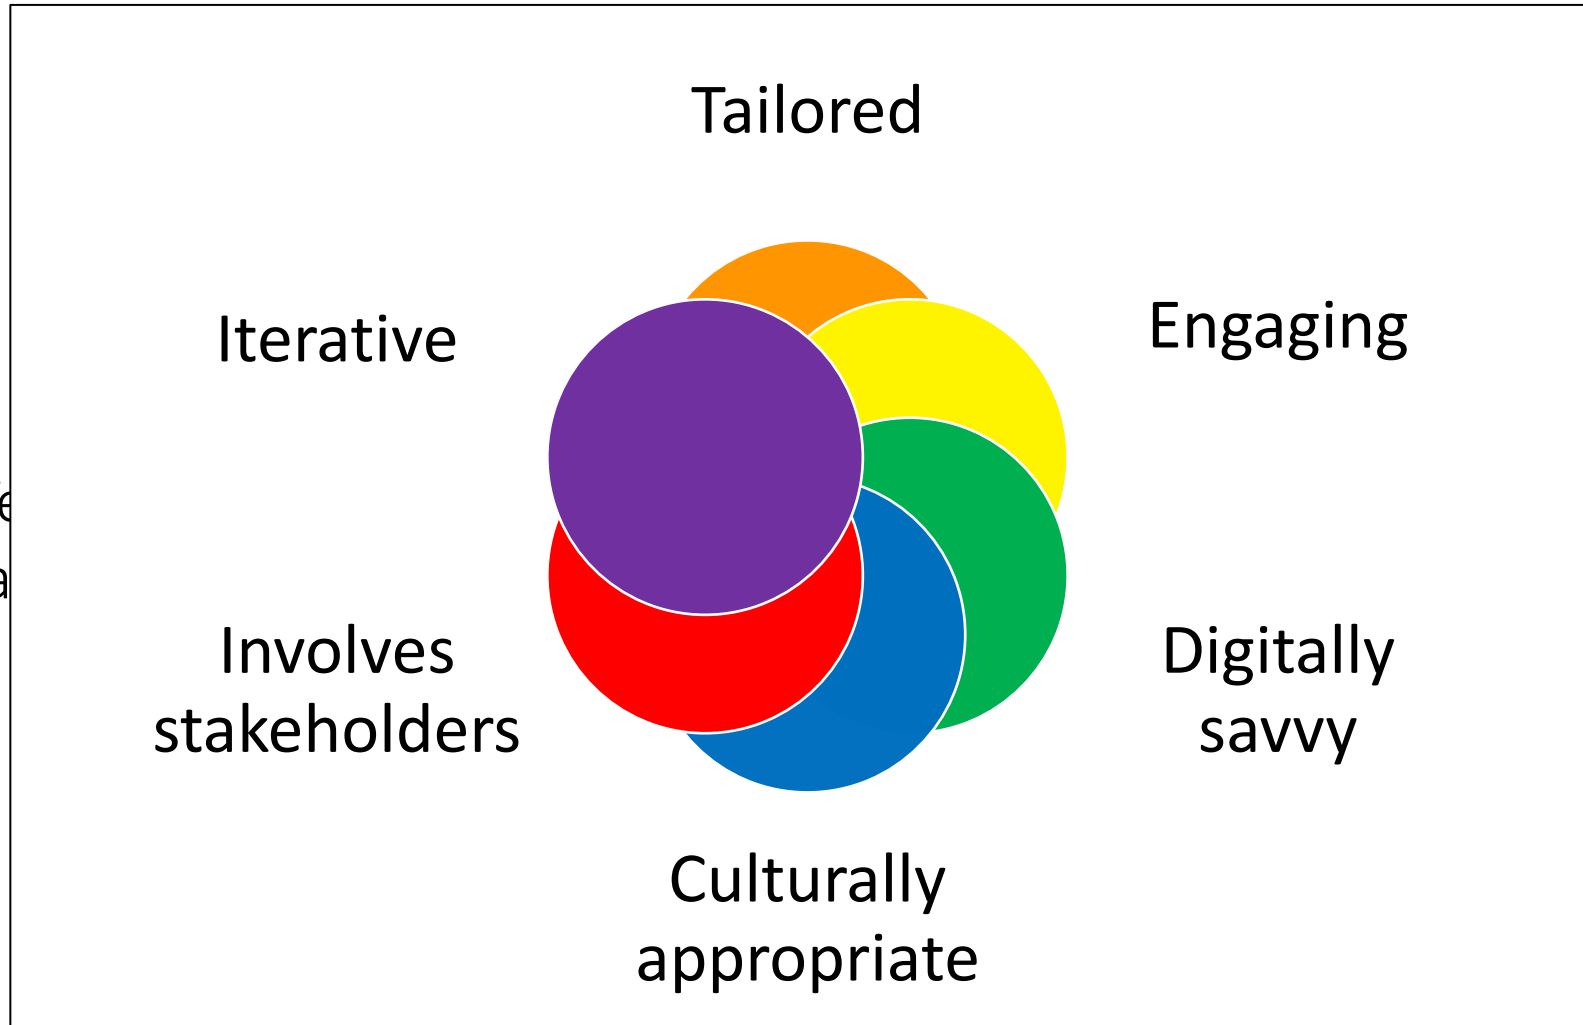 Tailored
Engaging
Iterative
Involves
stakeholders
Digitally
savvy
Culturally
appropriate